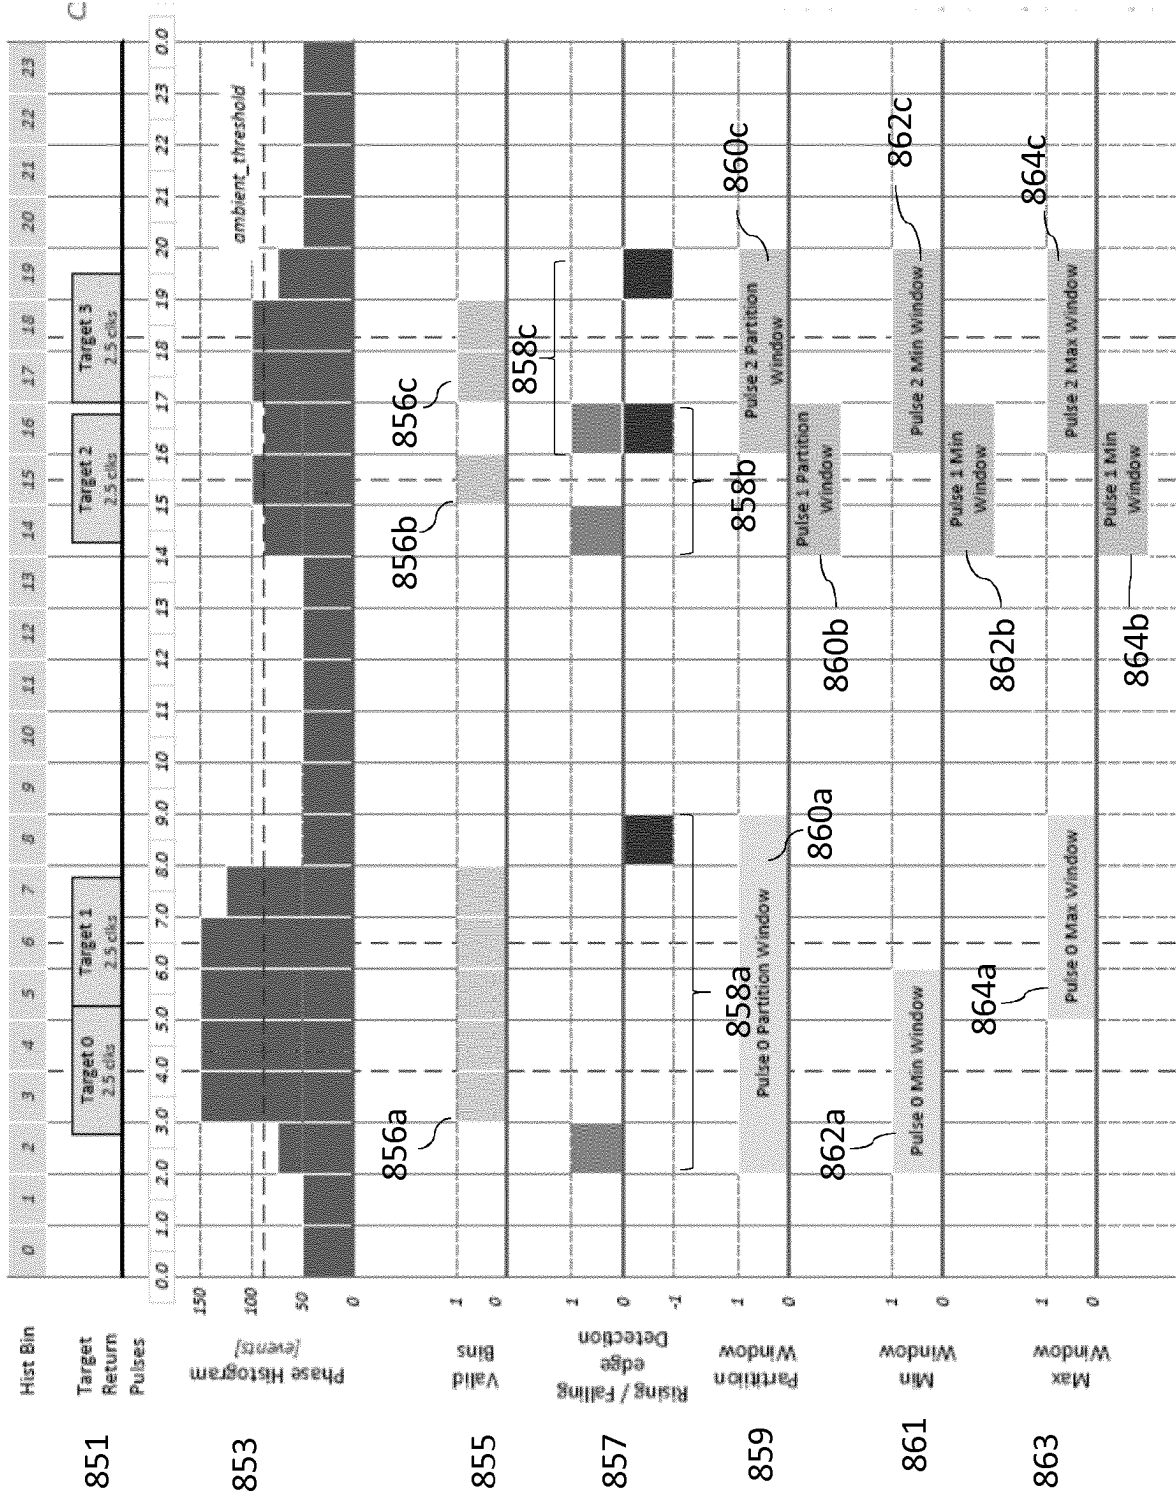 Hist Bin 0 1 2 3 4 5 6 7 8 9 10 11 12 13 14 15 16 17 18 19 20 21 22 23
C
851
Target
Return
Pulses
Target 0
2.5 clks
Target 1
2.5 clks
Target 2
2.5 clks
Target 3
2.5 clks
0.0 1.0 2.0 3.0 4.0 5.0 6.0 7.0 8.0 9.0 10 11 12 13 14 15 16 17 18 19 20 21 22 23 0.0
853
Phase Histogram
[events]
150
100
50
0
ambient_threshold
855
Valid
Bins
1
0
856a
856b
856c
857
Rising / Falling
edge
Detection
1
0
-1
858a
858b
858c
859
Partition
Window
1
0
Pulse 0 Partition Window
860a
Pulse 1 Partition
Window
860b
Pulse 2 Partition
Window
860c
861
Min
Window
1
0
862a
Pulse 0 Min Window
862b
Pulse 1 Min
Window
862c
Pulse 2 Min Window
863
Max
Window
1
0
864a
Pulse 0 Max Window
864b
Pulse 1 Min
Window
864c
Pulse 2 Max Window